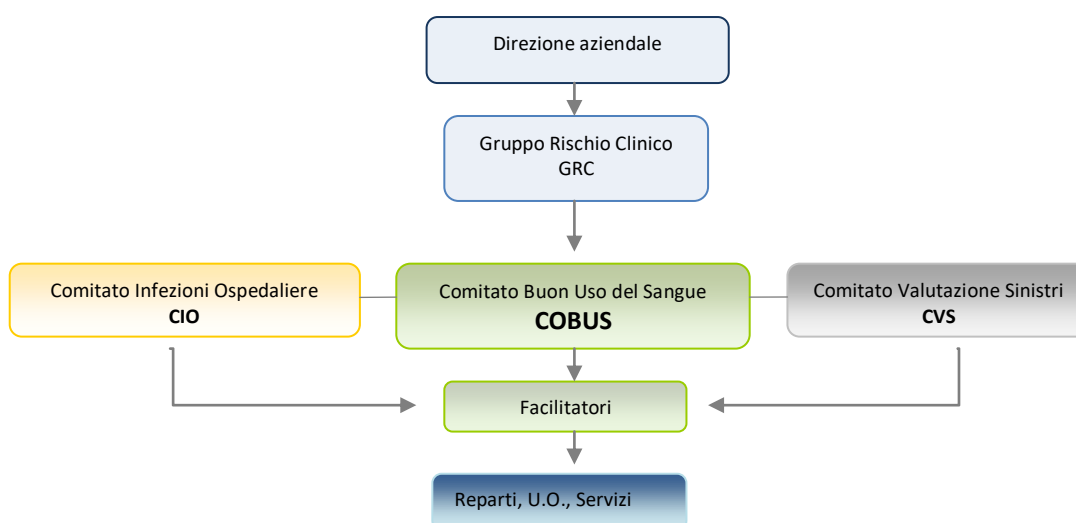 Direzione aziendale
Gruppo Rischio Clinico
GRC
Comitato Infezioni Ospedaliere
CIO
Comitato Buon Uso del Sangue
COBUS
Comitato Valutazione Sinistri
CVS
Facilitatori
Reparti, U.O., Servizi